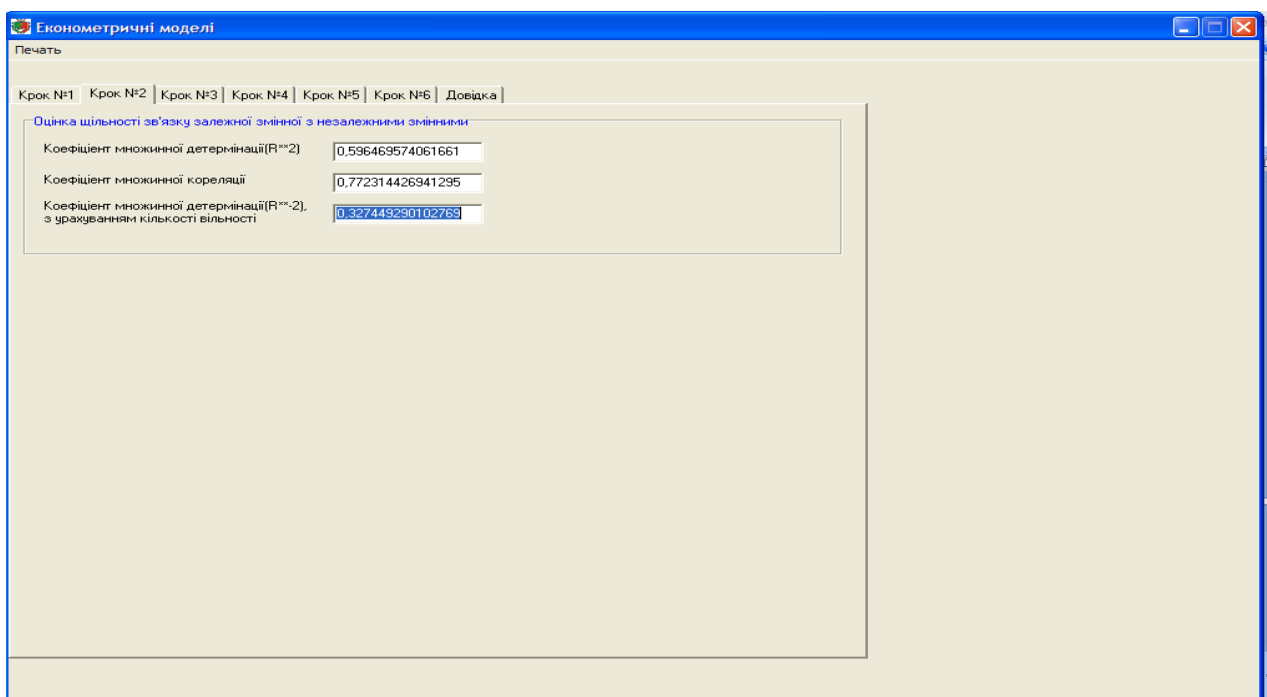 Економетричні моделі
Печать
Крок №1 Крок №2 Крок №3 Крок №4 Крок №5 Крок №6 Довідка
Оцінка щільності зв'язку залежної змінної з незалежними змінними
Коефіцієнт множинної детермінації(R**2) 0,596469574061661
Коефіцієнт множинної кореляції 0,772314426941295
Коефіцієнт множинної детермінації(R**-2), 0,327449290102769
з урахуванням кількості вільності